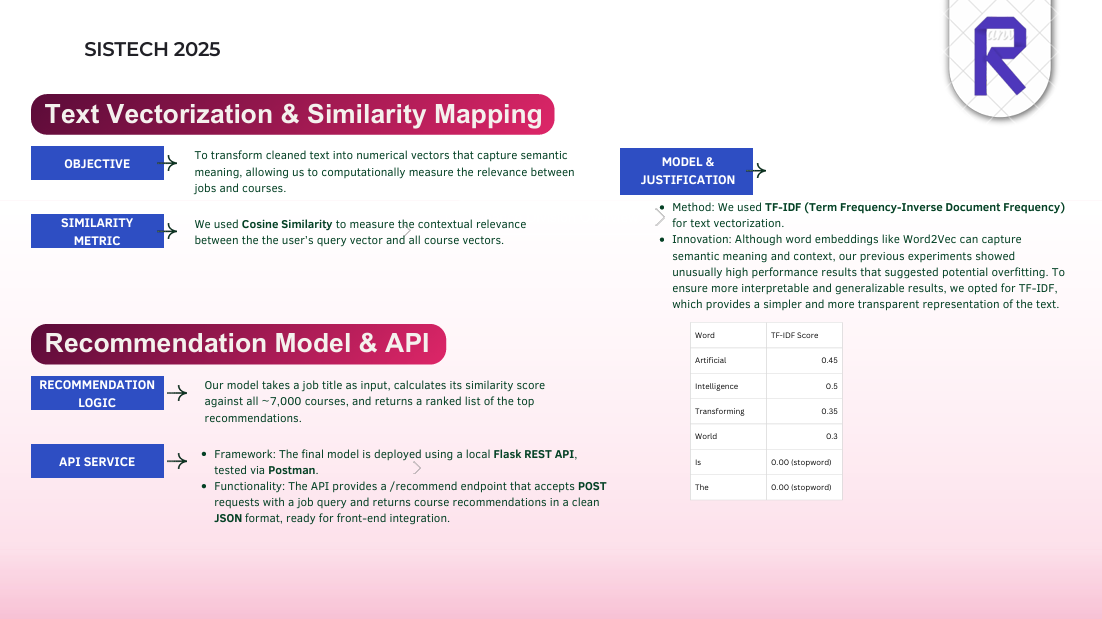 SISTECH 2025
Text Vectorization & Similarity Mapping
OBJECTIVE
To transform cleaned text into numerical vectors that capture semantic
meaning, allowing us to computationally measure the relevance between
jobs and courses.
SIMILARITY
METRIC
We used Cosine Similarity to measure the contextual relevance
between the the user's query vector and all course vectors.
MODEL &
JUSTIFICATION
Method: We used TF-IDF (Term Frequency-Inverse Document Frequency)
for text vectorization.
Innovation: Although word embeddings like Word2Vec can capture
semantic meaning and context, our previous experiments showed
unusually high performance results that suggested potential overfitting. To
ensure more interpretable and generalizable results, we opted for TF-IDF,
which provides a simpler and more transparent representation of the text.
Word TF-IDF Score
Artificial 0.45
Intelligence 0.5
Transforming 0.35
World 0.3
Is 0.00 (stopword)
The 0.00 (stopword)
Recommendation Model & API
RECOMMENDATION
LOGIC
Our model takes a job title as input, calculates its similarity score
against all ~7,000 courses, and returns a ranked list of the top
recommendations.
API SERVICE
Framework: The final model is deployed using a local Flask REST API,
tested via Postman.
Functionality: The API provides a /recommend endpoint that accepts POST
requests with a job query and returns course recommendations in a clean
JSON format, ready for front-end integration.
R